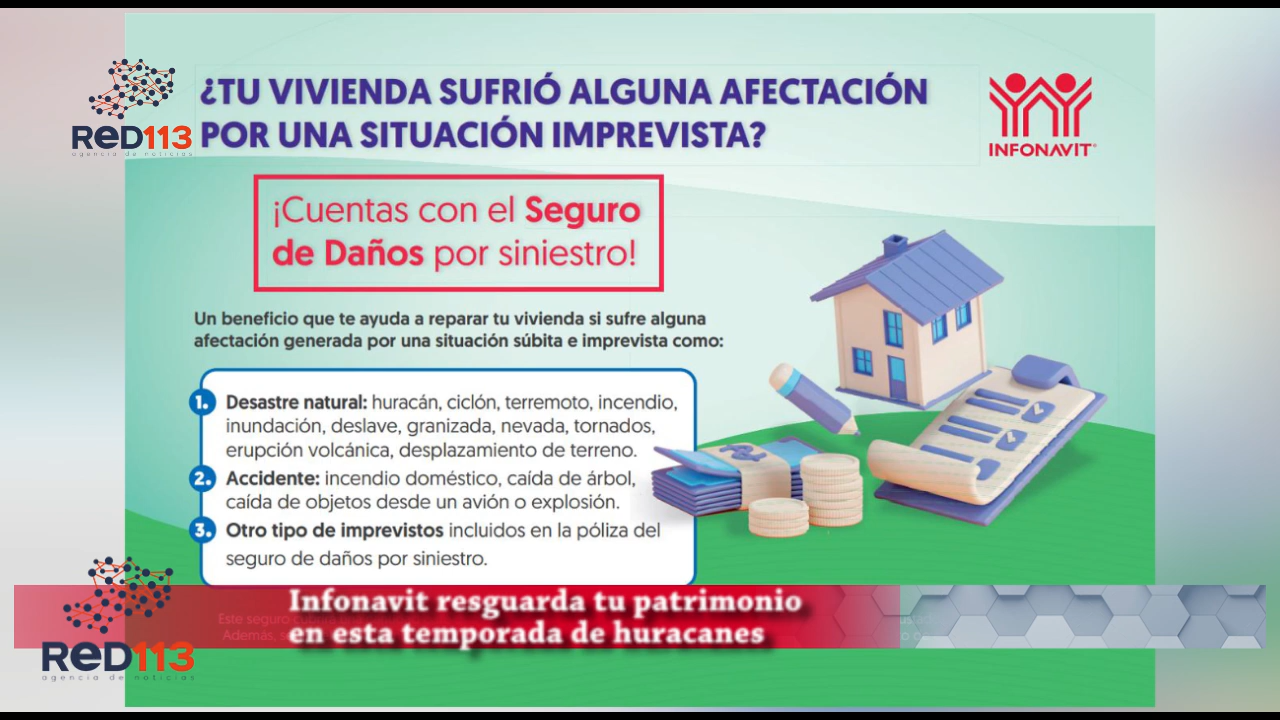 RED113
agencia de noticias
¿TU VIVIENDA SUFRIÓ ALGUNA AFECTACIÓN
POR UNA SITUACIÓN IMPREVISTA?
INFONAVIT
¡Cuentas con el Seguro
de Daños por siniestro!
Un beneficio que te ayuda a reparar tu vivienda si sufre alguna
afectación generada por una situación súbita e imprevista como:
1. Desastre natural: huracán, ciclón, terremoto, incendio,
inundación, deslave, granizada, nevada, tornados,
erupción volcánica, desplazamiento de terreno.
2. Accidente: incendio doméstico, caída de árbol,
caída de objetos desde un avión o explosión.
3. Otro tipo de imprevistos incluidos en la póliza del
seguro de daños por siniestro.
Este seguro
Además,
Infonavit resguarda tu patrimonio
en esta temporada de huracanes
RED113
agencia de noticias